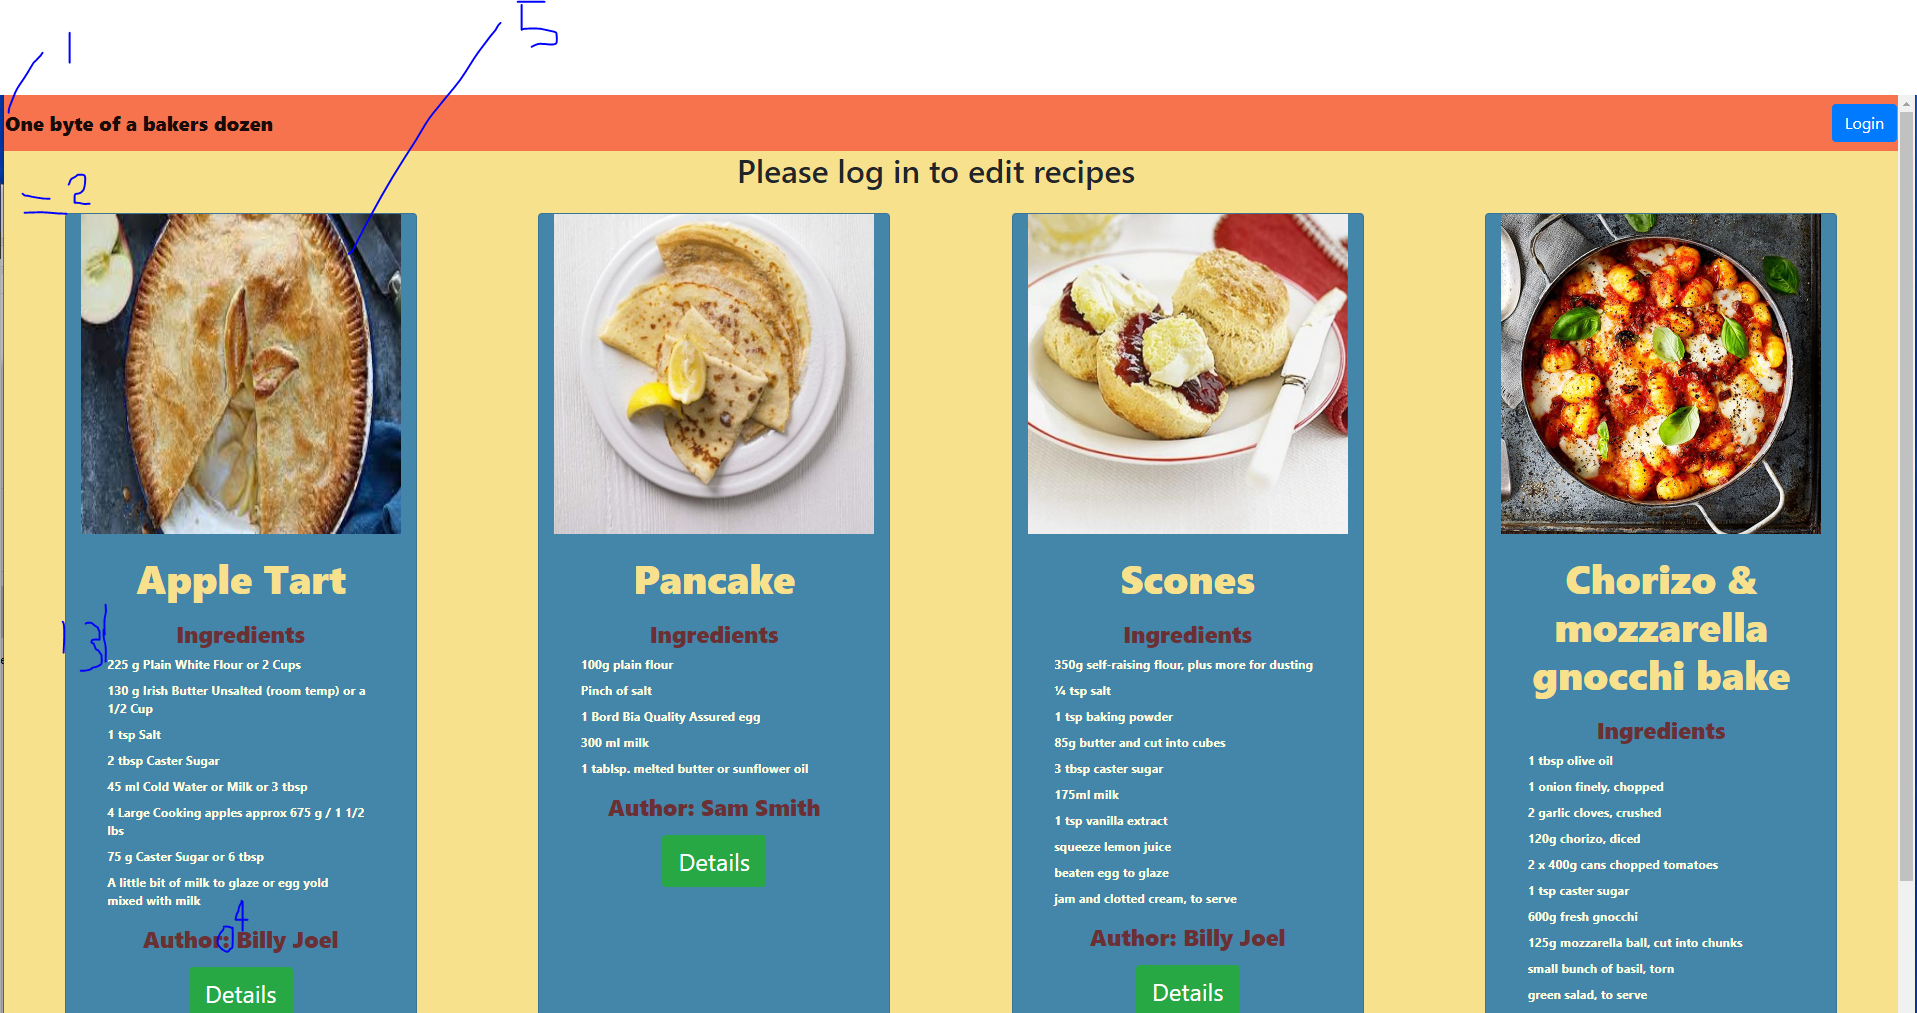 1
5
One byte of a bakers dozen
Login
Please log in to edit recipes
2
Apple Tart
13
Ingredients
225 g Plain White Flour or 2 Cups
130 g Irish Butter Unsalted (room temp) or a
1/2 Cup
1 tsp Salt
2 tbsp Caster Sugar
45 ml Cold Water or Milk or 3 tbsp
4 Large Cooking apples approx 675 g / 1 1/2
lbs
75 g Caster Sugar or 6 tbsp
A little bit of milk to glaze or egg yold
mixed with milk
4
Author: Billy Joel
Details
Pancake
Ingredients
100g plain flour
Pinch of salt
1 Bord Bia Quality Assured egg
300 ml milk
1 tablsp. melted butter or sunflower oil
Author: Sam Smith
Details
Scones
Ingredients
350g self-raising flour, plus more for dusting
¼ tsp salt
1 tsp baking powder
85g butter and cut into cubes
3 tbsp caster sugar
175ml milk
1 tsp vanilla extract
squeeze lemon juice
beaten egg to glaze
jam and clotted cream, to serve
Author: Billy Joel
Details
Chorizo &
mozzarella
gnocchi bake
Ingredients
1 tbsp olive oil
1 onion finely, chopped
2 garlic cloves, crushed
120g chorizo, diced
2 x 400g cans chopped tomatoes
1 tsp caster sugar
600g fresh gnocchi
125g mozzarella ball, cut into chunks
small bunch of basil, torn
green salad, to serve